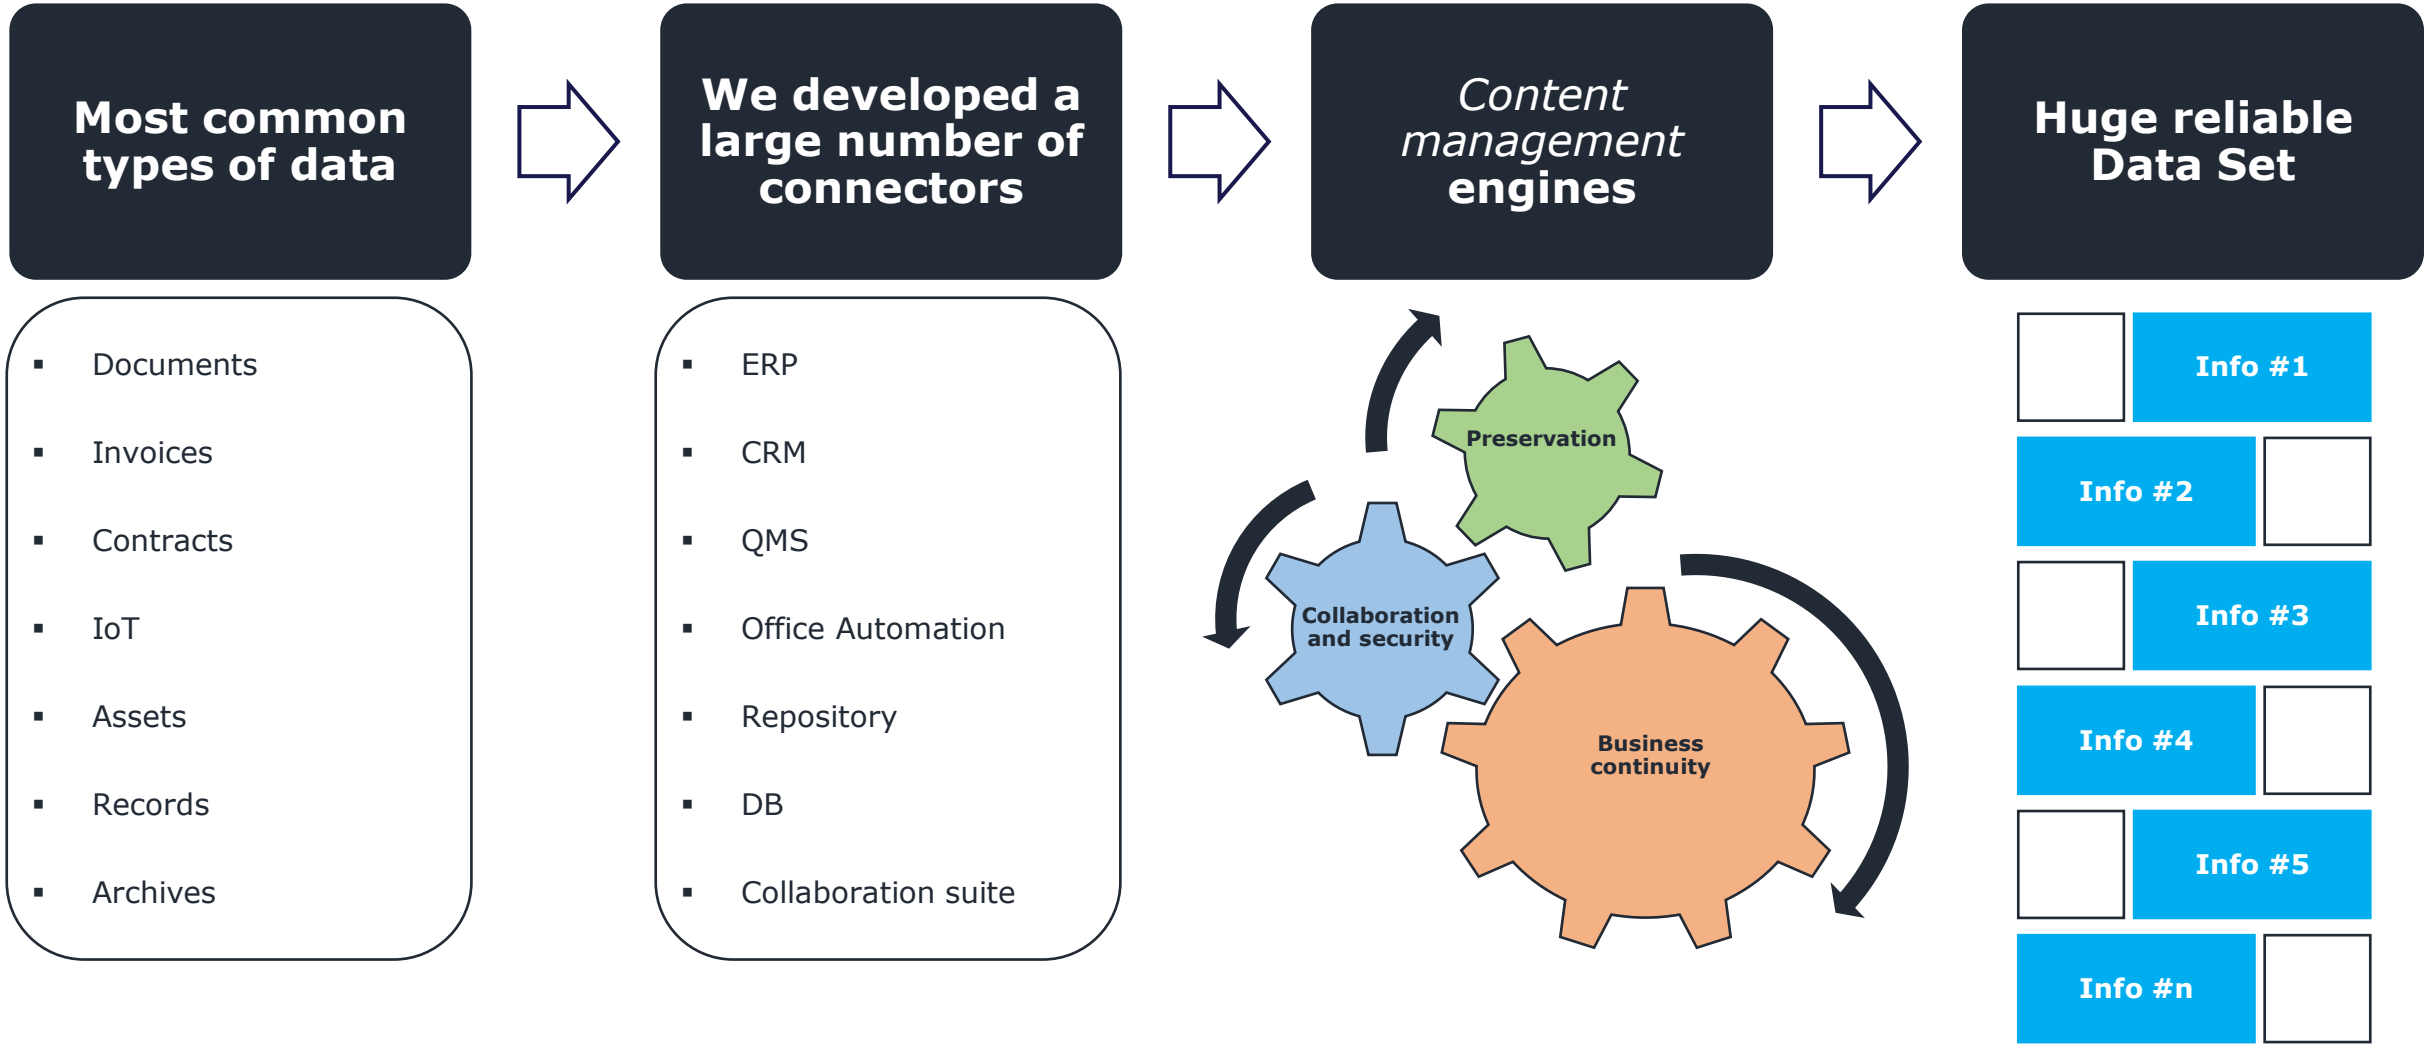 Most common
types of data
We developed a
large number of
connectors
Content
management
engines
Huge reliable
Data Set
▪ Documents
▪ Invoices
▪ Contracts
▪ IoT
▪ Assets
▪ Records
▪ Archives
▪ ERP
▪ CRM
▪ QMS
▪ Office Automation
▪ Repository
▪ DB
▪ Collaboration suite
Preservation
Collaboration
and security
Business
continuity
Info #1
Info #2
Info #3
Info #4
Info #5
Info #n